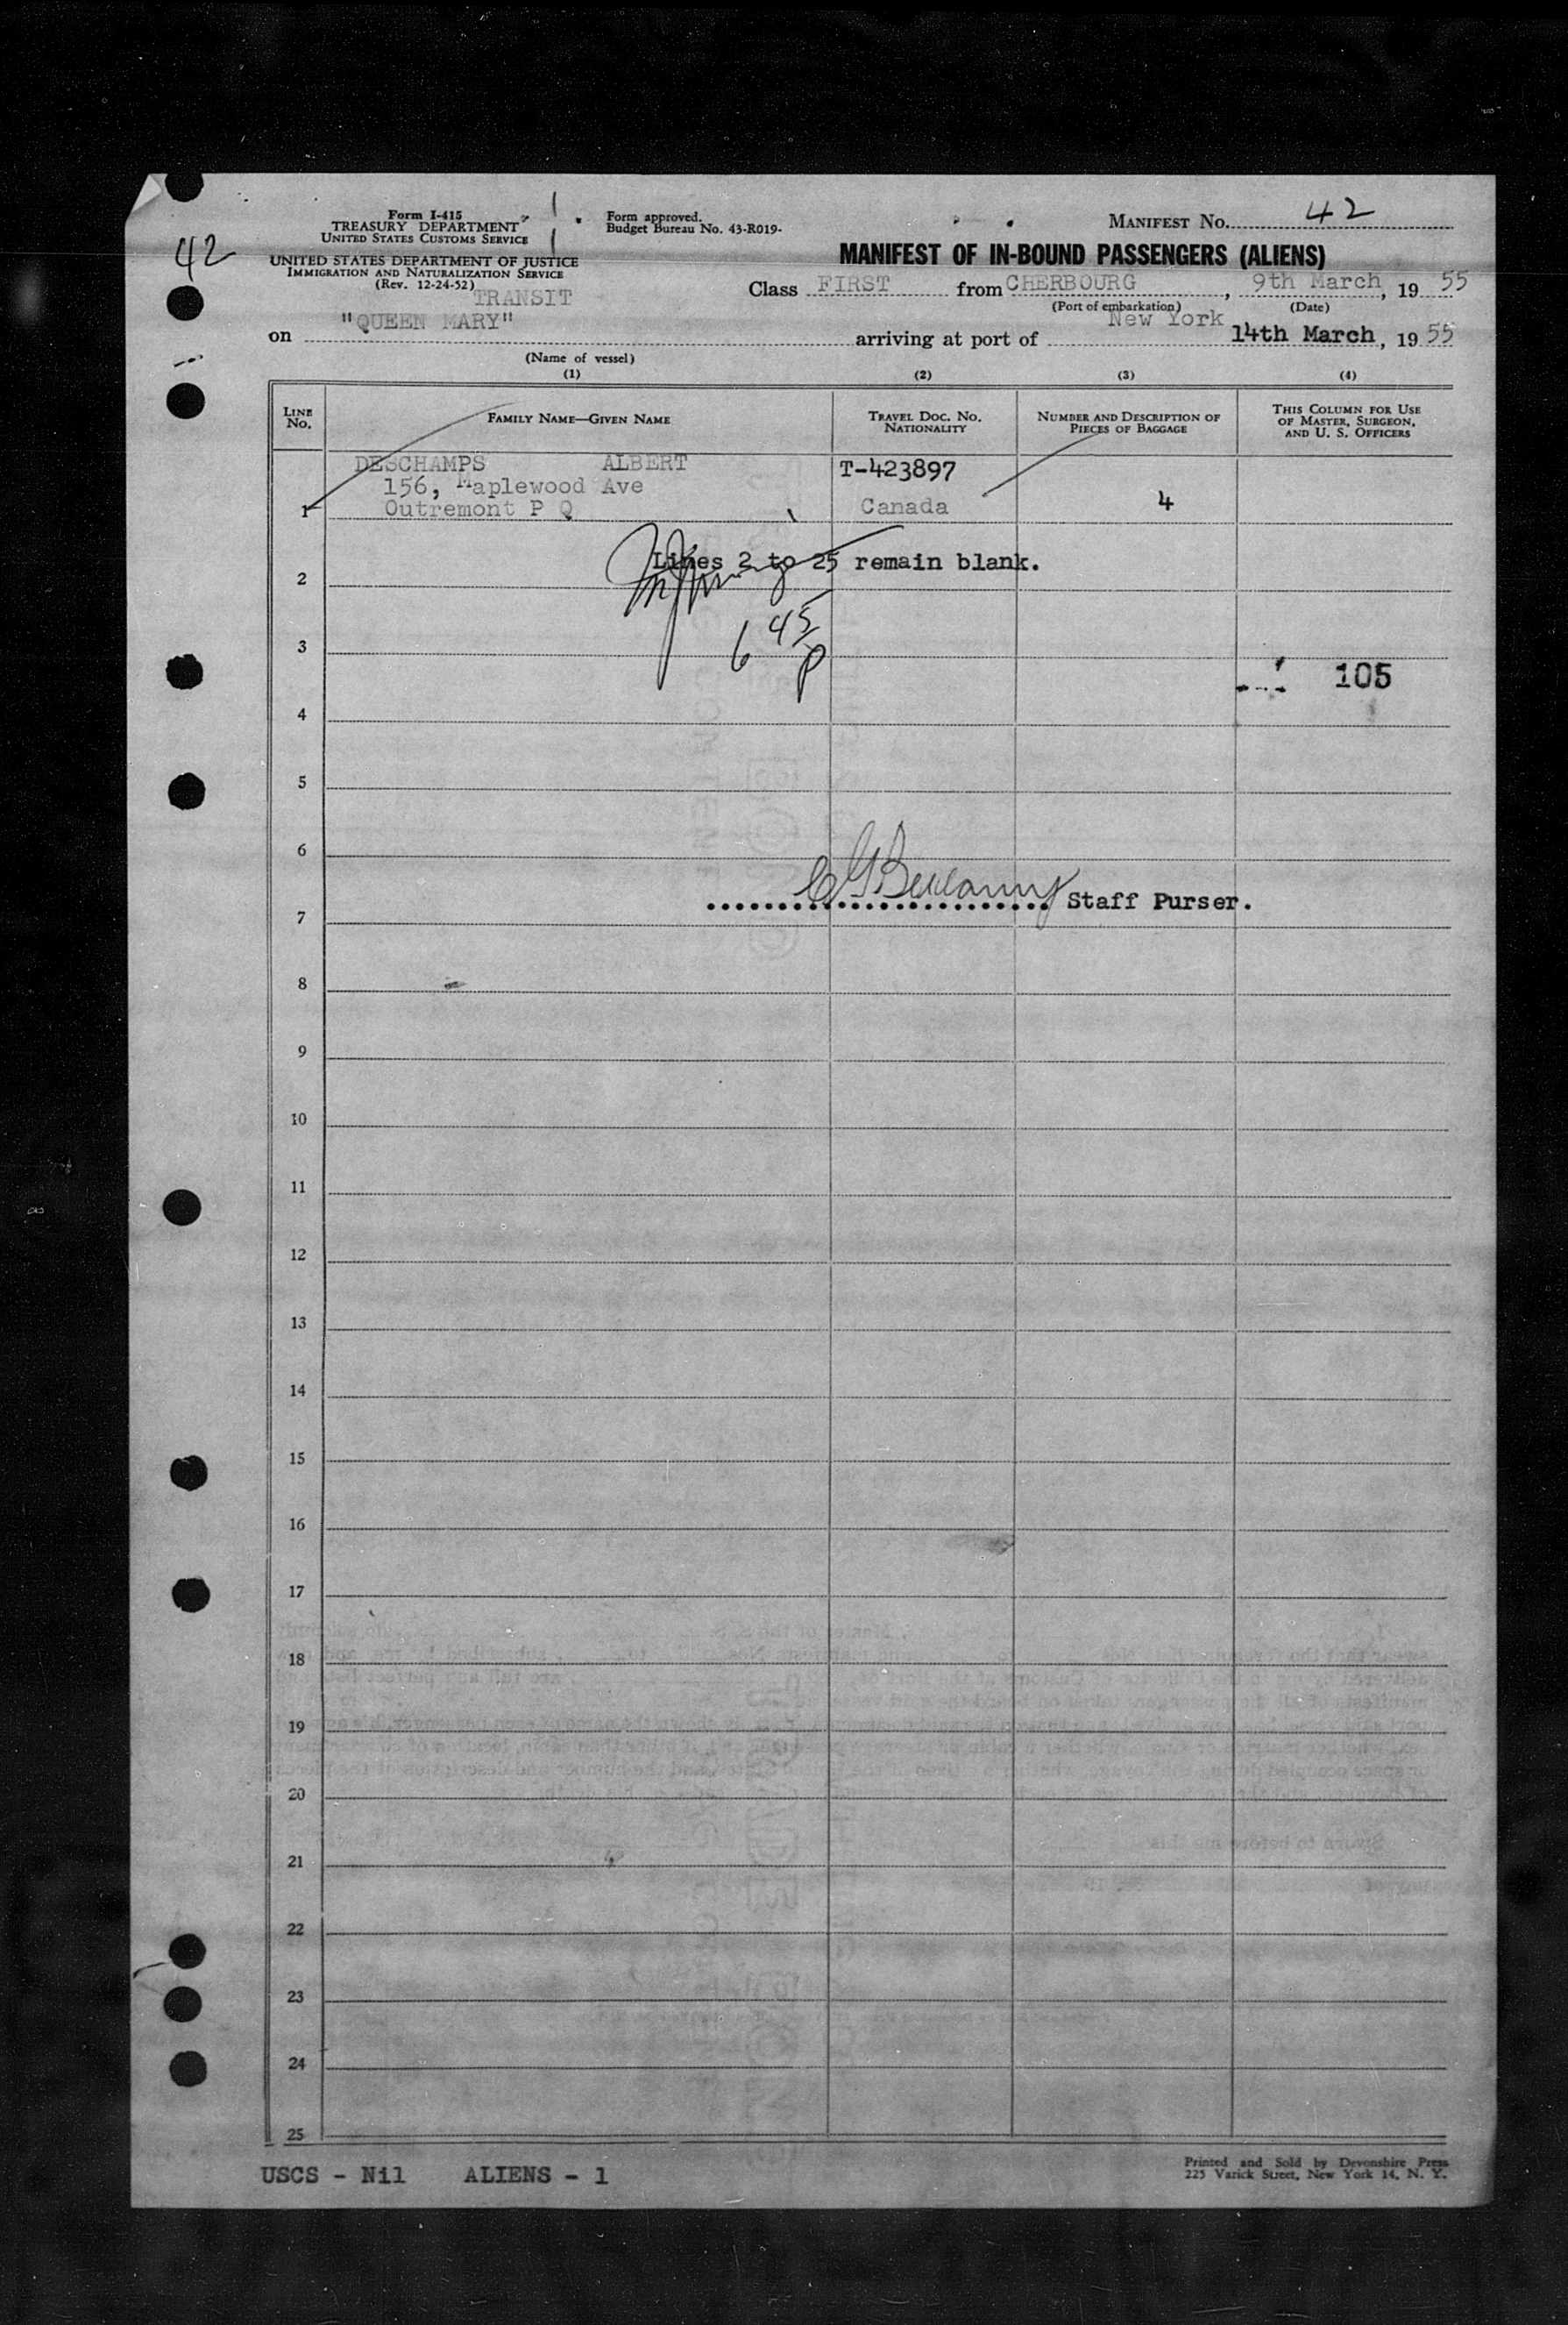 Form I-415
TREASURY DEPARTMENT
UNITED STATES CUSTOMS SERVICE
UNITED STATES DEPARTMENT OF JUSTICE
IMMIGRATION AND NATURALIZATION SERVICE
(Rev. 12-24-52)
Form approved.
Budget Bureau No. 43-R019-
MANIFEST No. 42
42
MANIFEST OF IN-BOUND PASSENGERS (ALIENS)
TRANSIT
Class FIRST from CHERBOURG, 9th March, 19 55
(Port of embarkation) (Date)
on "QUEEN MARY" arriving at port of New York 14th March, 19 55
(Name of vessel)
(1) (2) (3) (4)
LINE No. FAMILY NAME—GIVEN NAME TRAVEL DOC. No. NATIONALITY NUMBER AND DESCRIPTION OF PIECES OF BAGGAGE THIS COLUMN FOR USE OF MASTER, SURGEON, AND U. S. OFFICERS
DESCHAMPS ALBERT T-423897
156, Maplewood Ave
1 Outremont P Q Canada 4
Lines 2 to 25 remain blank.
2
6 45 P
3
105
4
5
6
Staff Purser.
7
8
9
10
11
12
13
14
15
16
17
18
19
20
21
22
23
24
25
USCS - Nil ALIENS - 1
Printed and Sold by Devonshire Press
225 Varick Street, New York 14, N. Y.